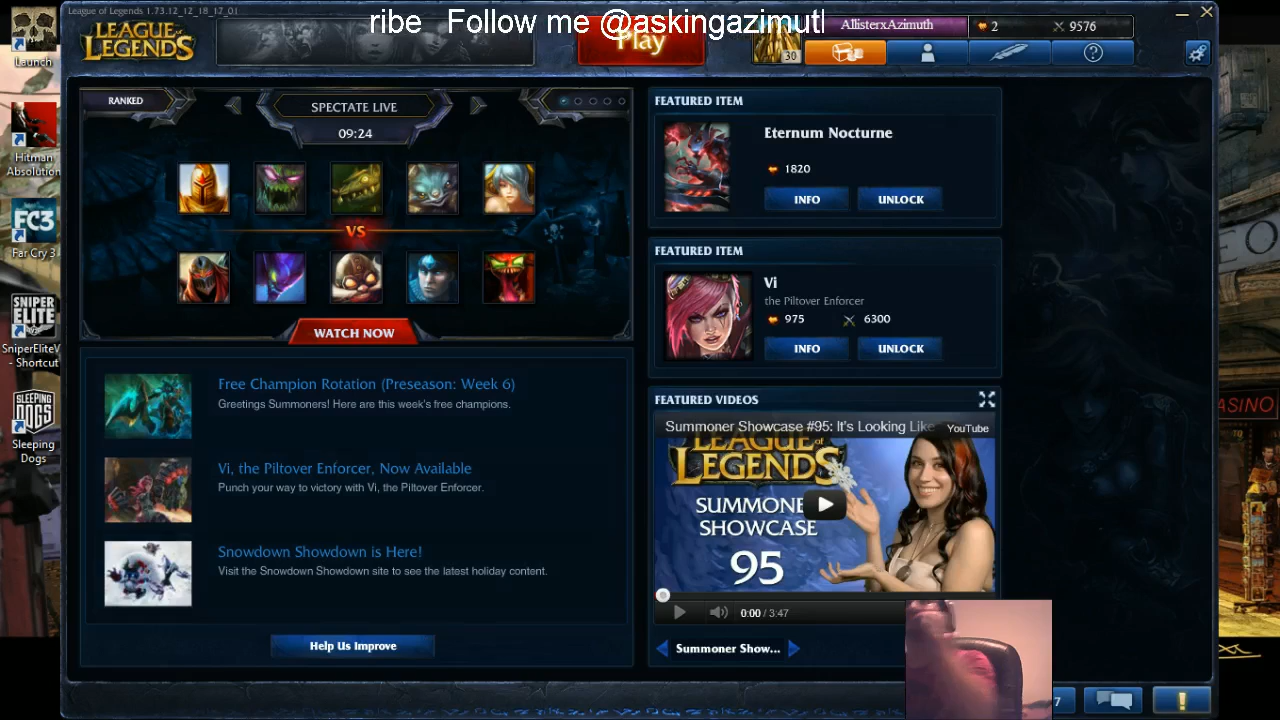 League of Legends 1.73.12_12_18_12_01
ribe Follow me @askingazimutl
LEAGUE of LEGENDS
Play
AllisterxAzimuth
2
9576
30
Launch
Hitman
Absolution
FC3
Far Cry 3
SNIPER
ELITE
SniperEliteV
- Shortcut
SLEEPING
DOGS
Sleeping
Dogs
RANKED
SPECTATE LIVE
09:24
VS
WATCH NOW
Free Champion Rotation (Preseason: Week 6)
Greetings Summoners! Here are this week's free champions.
Vi, the Piltover Enforcer, Now Available
Punch your way to victory with Vi, the Piltover Enforcer.
Snowdown Showdown is Here!
Visit the Snowdown Showdown site to see the latest holiday content.
Help Us Improve
FEATURED ITEM
Eternum Nocturne
1820
INFO
UNLOCK
FEATURED ITEM
Vi
the Piltover Enforcer
975
6300
INFO
UNLOCK
FEATURED VIDEOS
Summoner Showcase #95: It's Looking Like
YouTube
LEAGUE of
LEGENDS
SUMMONE
SHOWCASE
95
0:00 / 3:47
Summoner Show...
7
ASINO